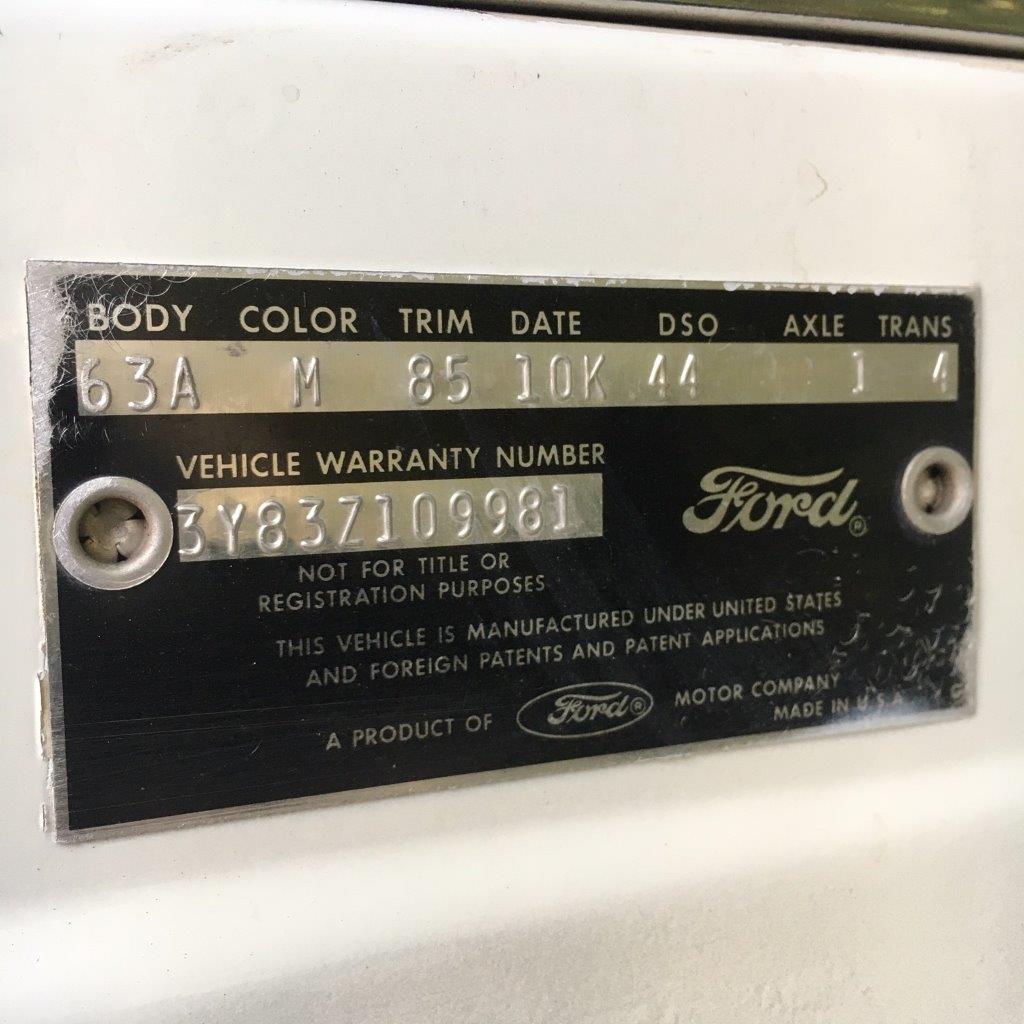 BODY COLOR TRIM DATE DSO AXLE TRANS
63A M 85 10K 44 1 4
VEHICLE WARRANTY NUMBER
3Y83Z109981
Ford®
NOT FOR TITLE OR
REGISTRATION PURPOSES
THIS VEHICLE IS MANUFACTURED UNDER UNITED STATES
AND FOREIGN PATENTS AND PATENT APPLICATIONS
A PRODUCT OF Ford® MOTOR COMPANY
MADE IN U.S.A.